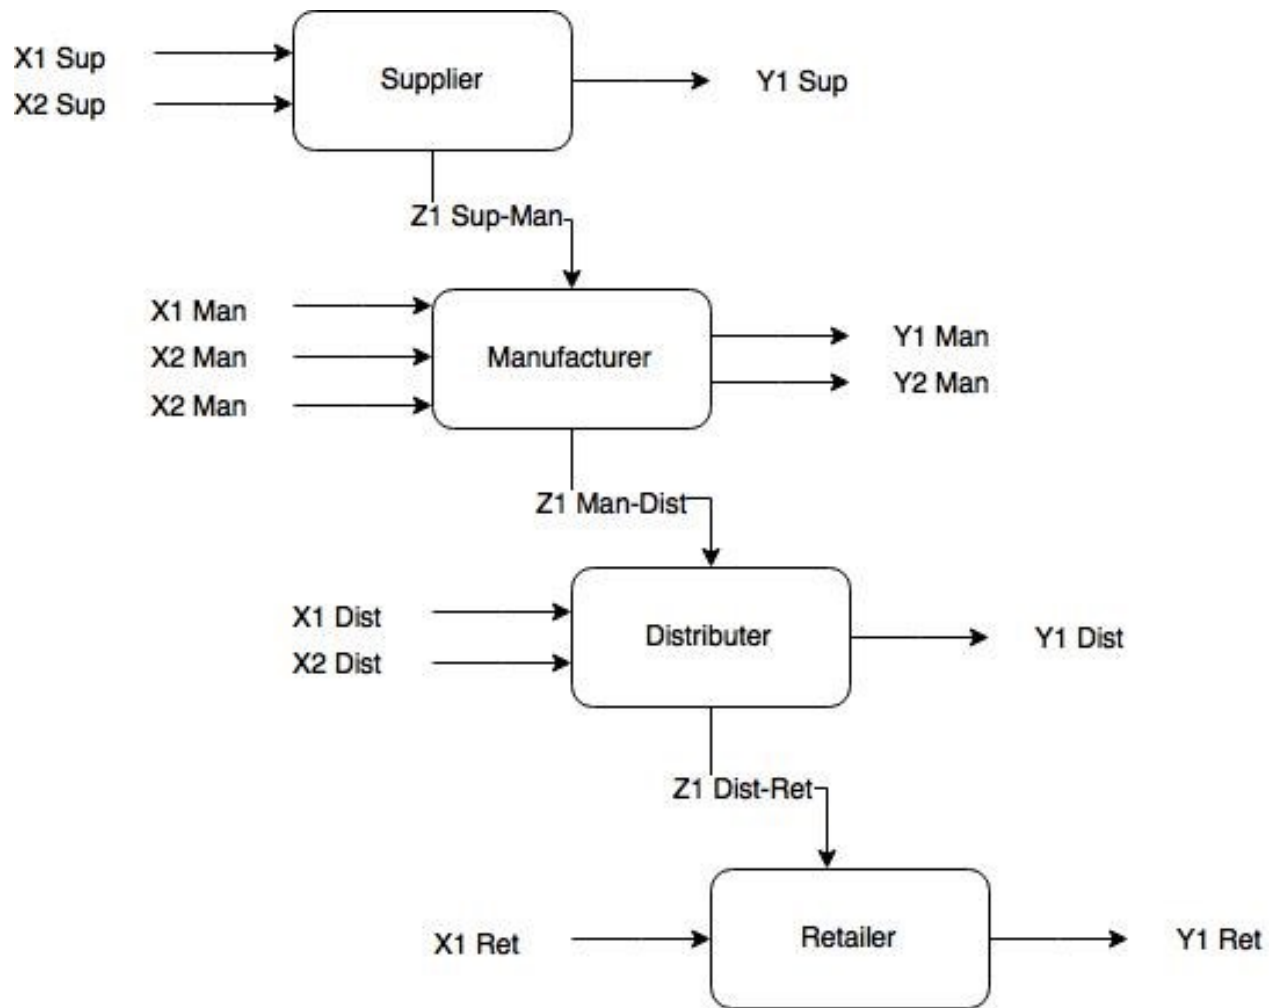 X1 Sup
X2 Sup
Supplier
Y1 Sup
Z1 Sup-Man
X1 Man
X2 Man
X2 Man
Manufacturer
Y1 Man
Y2 Man
Z1 Man-Dist
X1 Dist
X2 Dist
Distributer
Y1 Dist
Z1 Dist-Ret
X1 Ret
Retailer
Y1 Ret